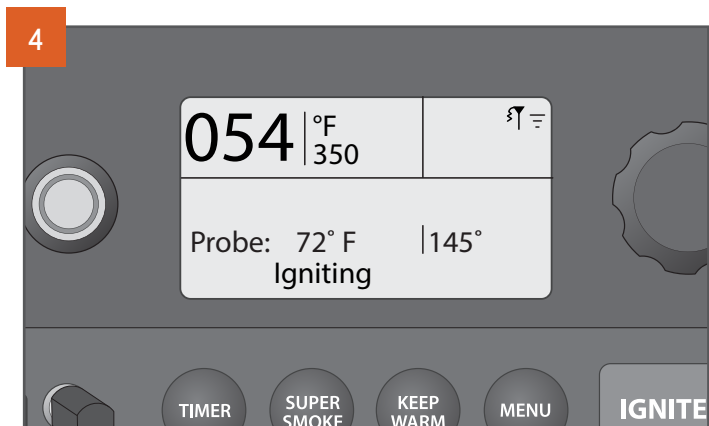 4
054 °F
350
Probe: 72° F 145°
Igniting
TIMER
SUPER
SMOKE
KEEP
WARM
MENU
IGNITE